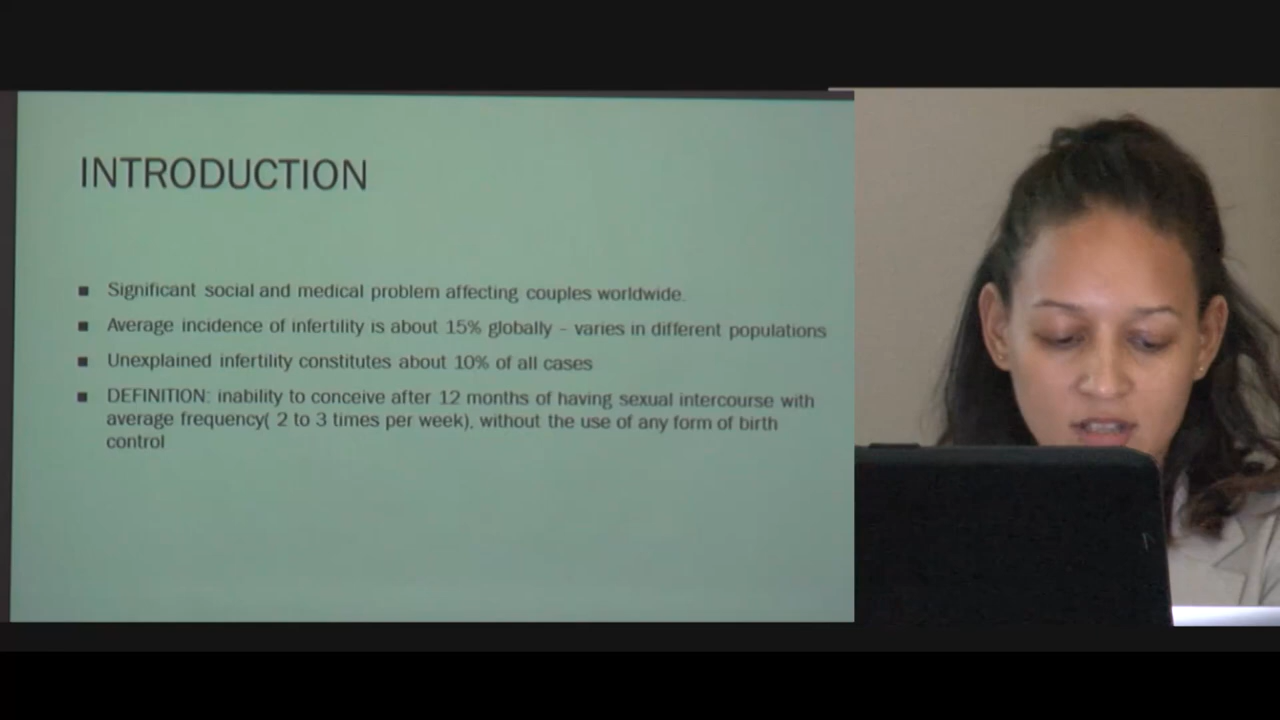 INTRODUCTION
■ Significant social and medical problem affecting couples worldwide.
■ Average incidence of infertility is about 15% globally – varies in different populations
■ Unexplained infertility constitutes about 10% of all cases
■ DEFINITION: inability to conceive after 12 months of having sexual intercourse with
average frequency( 2 to 3 times per week), without the use of any form of birth
control